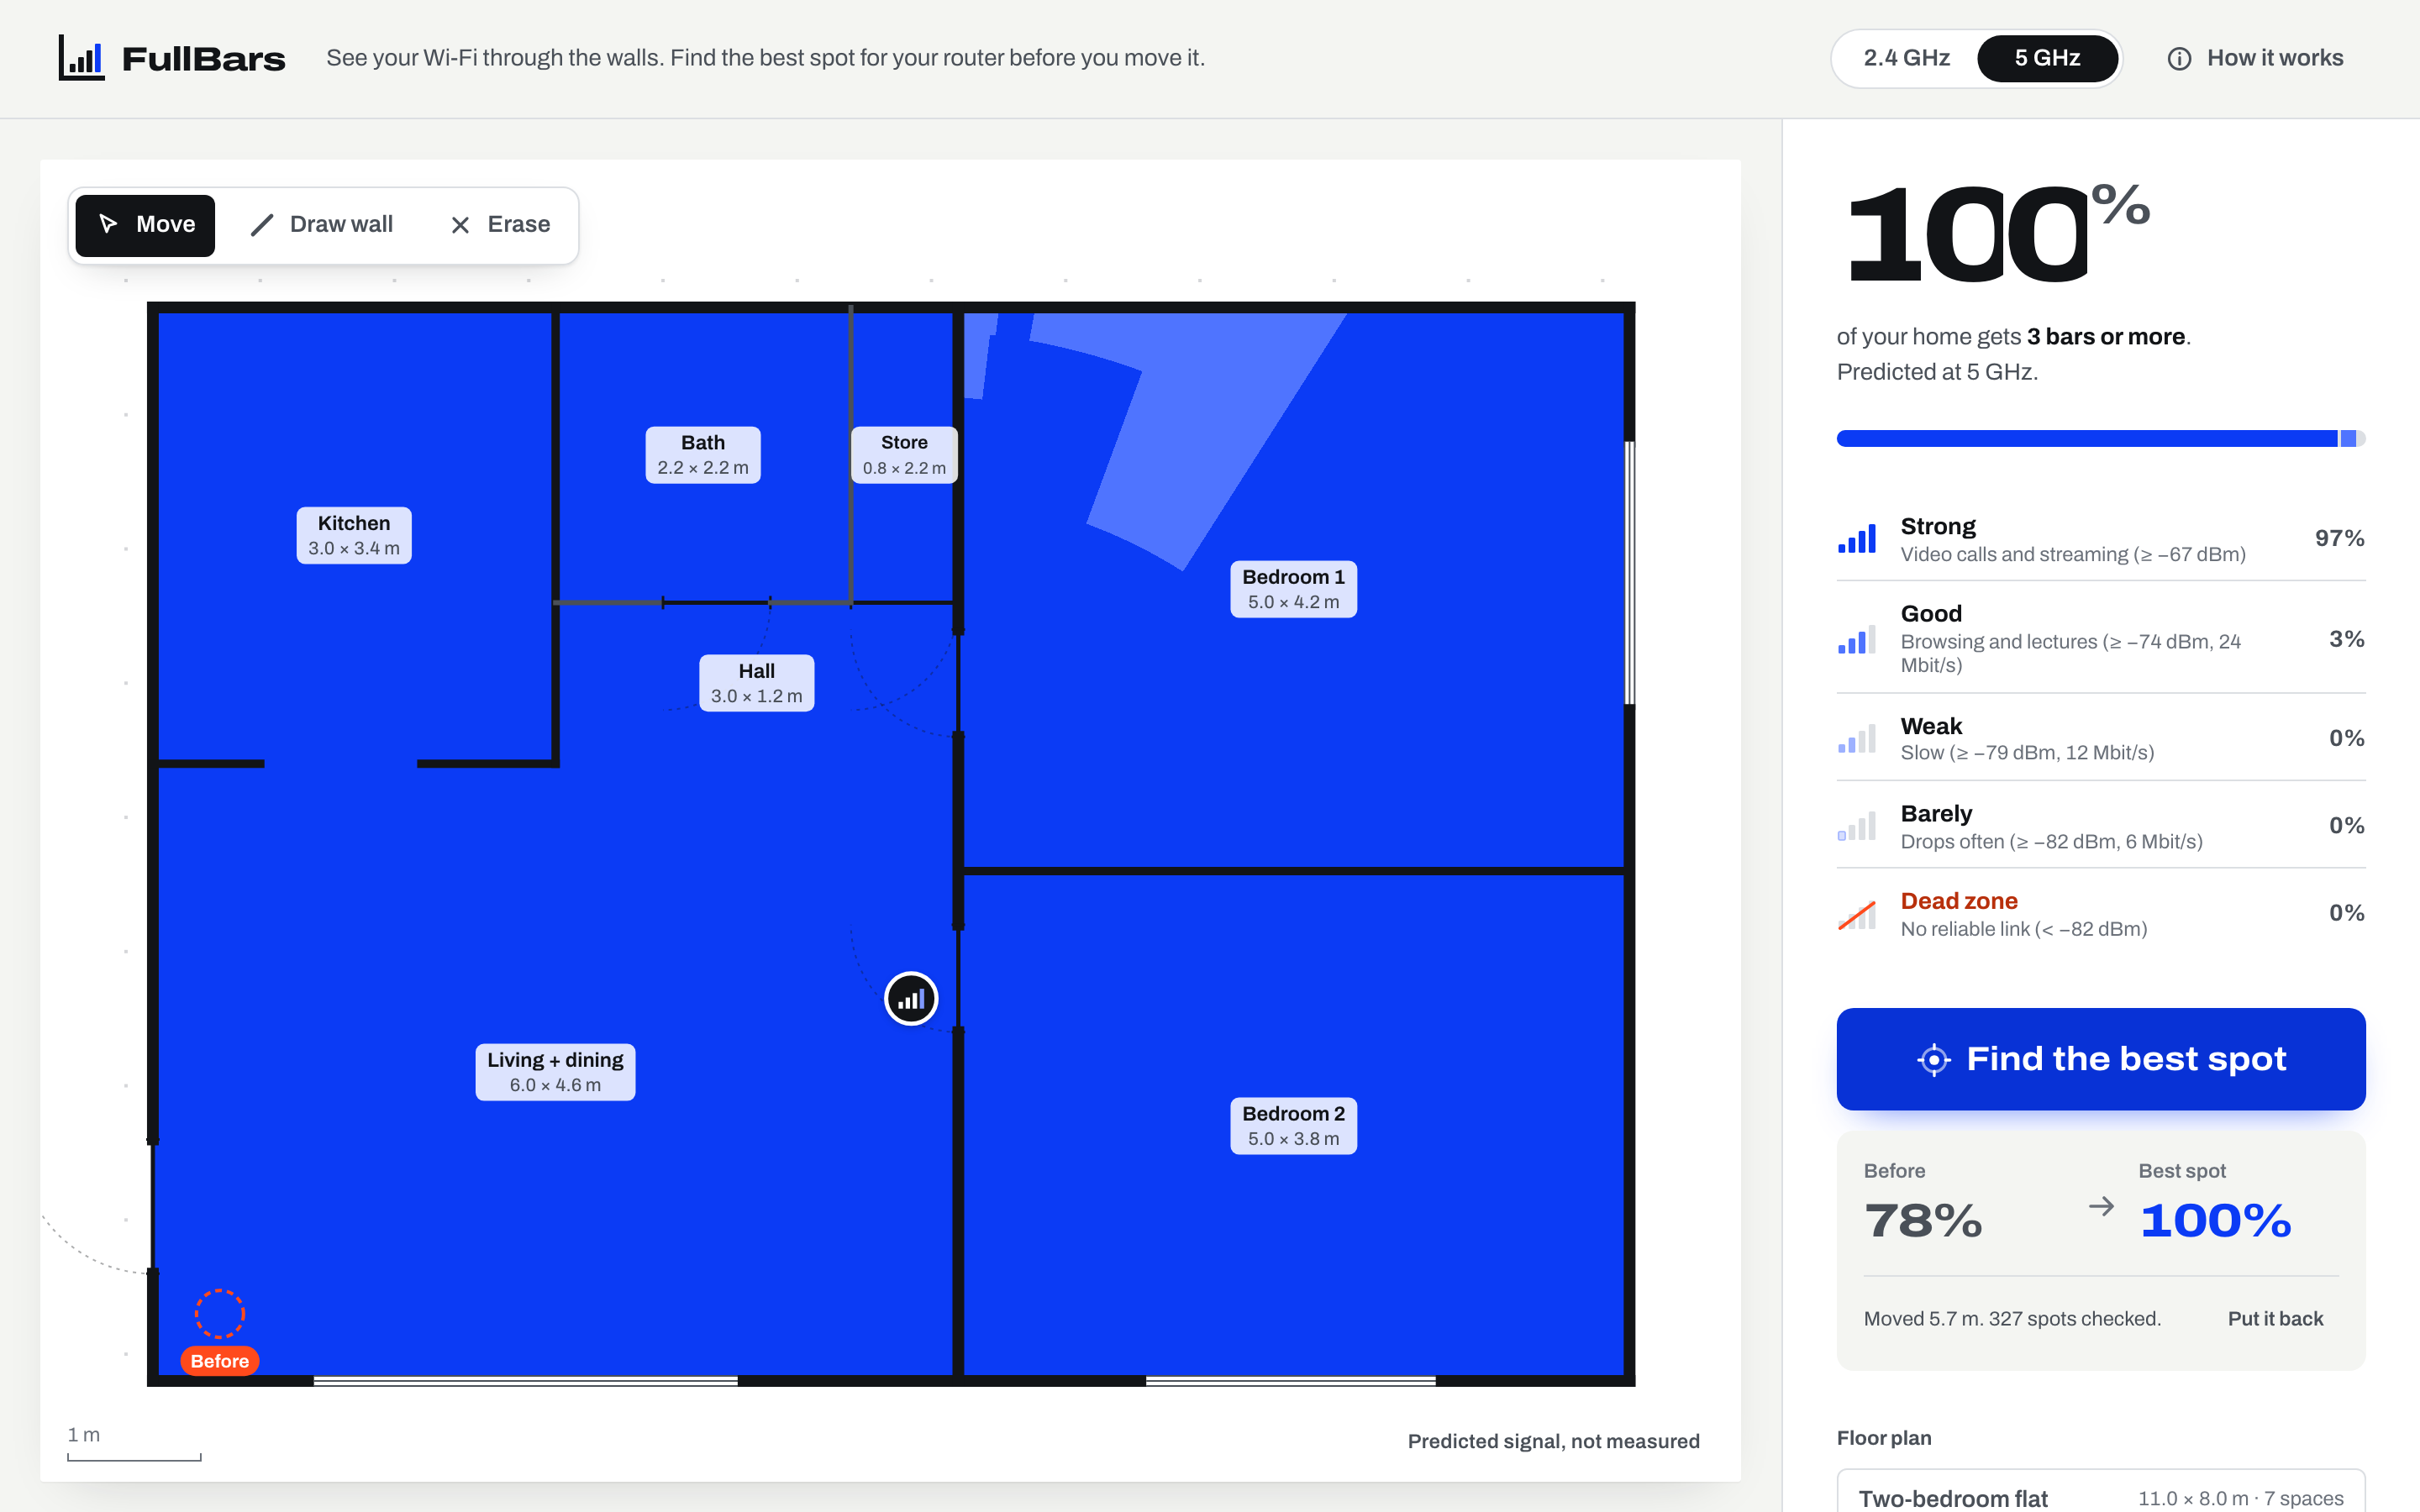 FullBars
See your Wi-Fi through the walls. Find the best spot for your router before you move it.
2.4 GHz
5 GHz
How it works
Move
Draw wall
Erase
Bath
2.2 × 2.2 m
Store
0.8 × 2.2 m
Kitchen
3.0 × 3.4 m
Bedroom 1
5.0 × 4.2 m
Hall
3.0 × 1.2 m
Living + dining
6.0 × 4.6 m
Bedroom 2
5.0 × 3.8 m
Before
1 m
Predicted signal, not measured
100%
of your home gets 3 bars or more.
Predicted at 5 GHz.
Strong
Video calls and streaming (≥ −67 dBm)
97%
Good
Browsing and lectures (≥ −74 dBm, 24
Mbit/s)
3%
Weak
Slow (≥ −79 dBm, 12 Mbit/s)
0%
Barely
Drops often (≥ −82 dBm, 6 Mbit/s)
0%
Dead zone
No reliable link (< −82 dBm)
0%
Find the best spot
Before
78%
Best spot
100%
Moved 5.7 m. 327 spots checked.
Put it back
Floor plan
Two-bedroom flat
11.0 × 8.0 m · 7 spaces